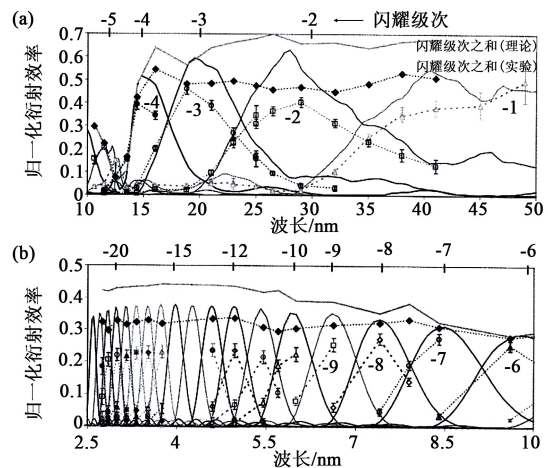 (a)
-5 -4 -3 -2 ← 闪耀级次
归一化衍射效率
0.7
0.6
0.5
0.4
0.3
0.2
0.1
0
闪耀级次之和(理论)
闪耀级次之和(实验)
-4 -3 -2 -1
10 15 20 25 30 35 40 45 50
波长/nm
(b)
-20 -15 -12 -10 -9 -8 -7 -6
归一化衍射效率
0.5
0.4
0.3
0.2
0.1
0.0
-9 -8 -7 -6
2.5 4 5.5 7 8.5 10
波长/nm